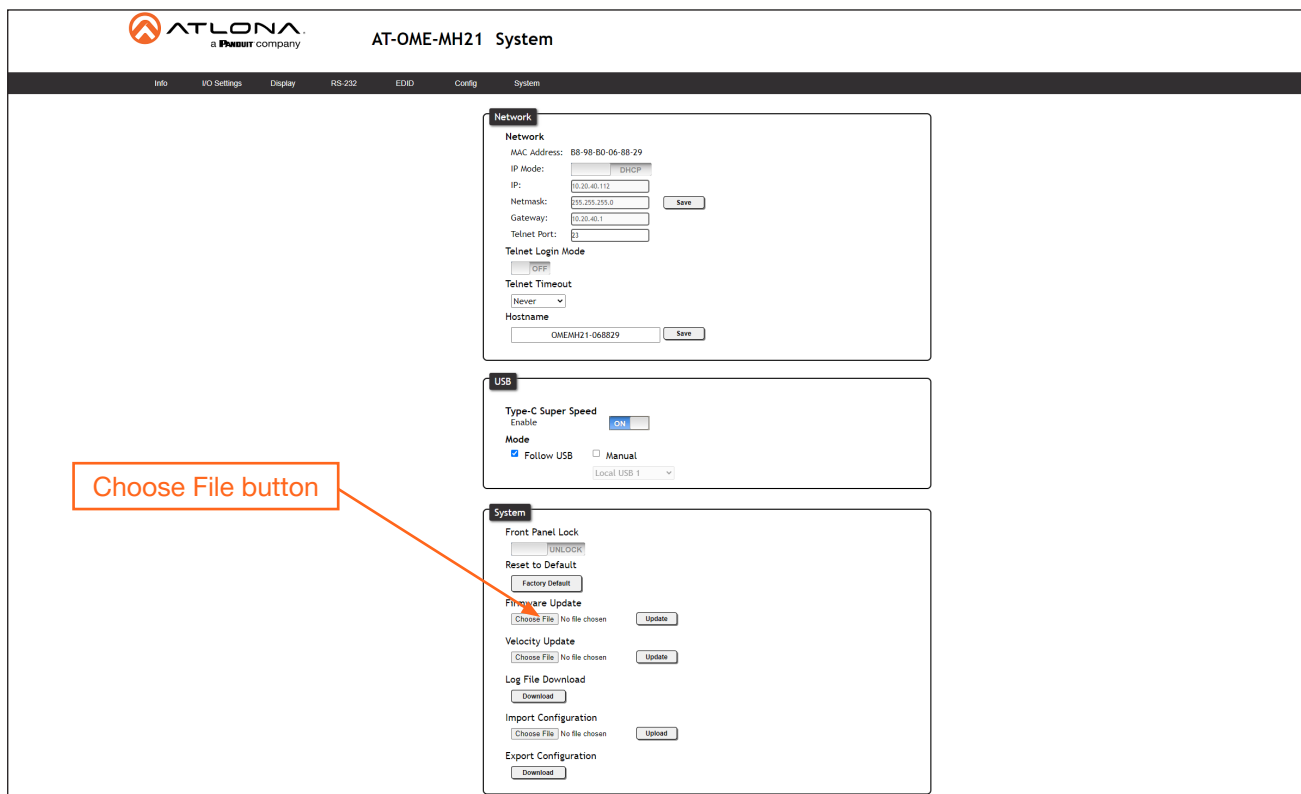 ATLONA.
a PANDUIT company
AT-OME-MH21 System
Info I/O Settings Display RS-232 EDID Config System
Network
Network
MAC Address: B8-98-B0-06-88-29
IP Mode: DHCP
IP: 10.20.40.112
Netmask: 255.255.255.0 Save
Gateway: 10.20.40.1
Telnet Port: 23
Telnet Login Mode
OFF
Telnet Timeout
Never
Hostname
OMEMH21-068829 Save
USB
Type-C Super Speed
Enable ON
Mode
Follow USB Manual
Local USB 1
Choose File button
System
Front Panel Lock
UNLOCK
Reset to Default
Factory Default
Firmware Update
Choose File No file chosen Update
Velocity Update
Choose File No file chosen Update
Log File Download
Download
Import Configuration
Choose File No file chosen Upload
Export Configuration
Download